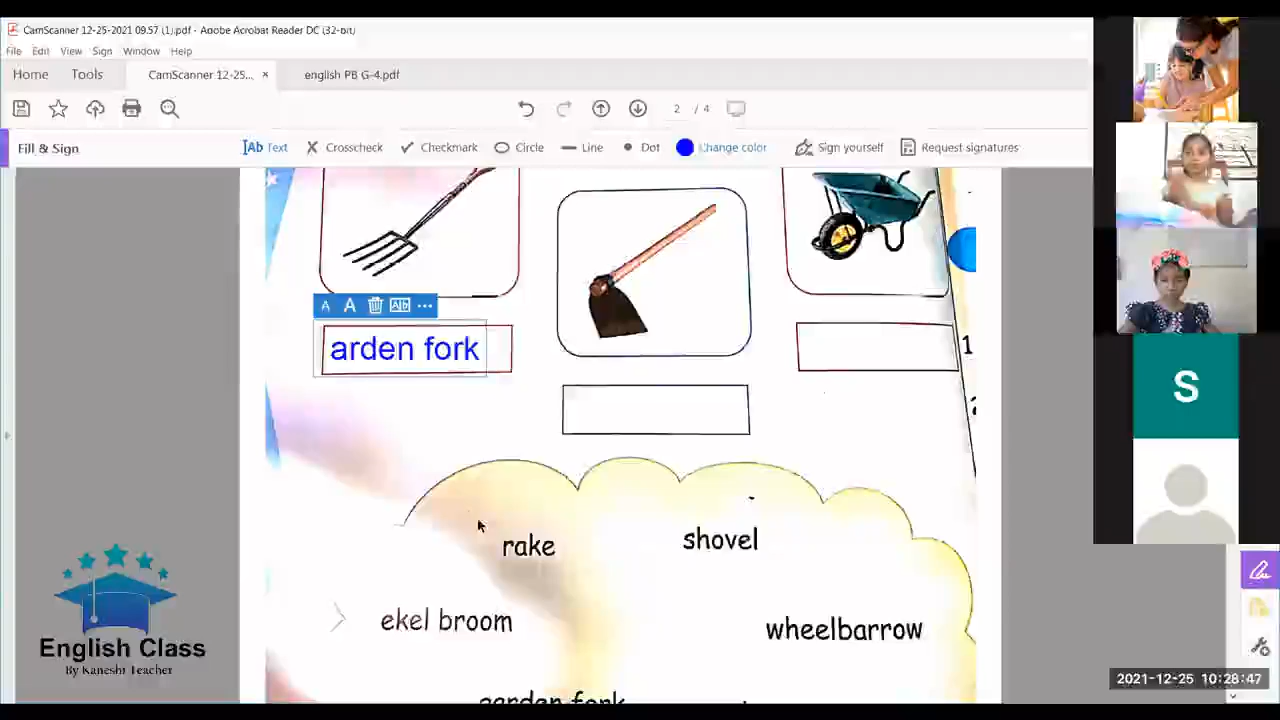 CamScanner 12-25-2021 09.57 (1).pdf - Adobe Acrobat Reader DC (32-bit)
File Edit View Sign Window Help
Home Tools CamScanner 12-25... × english PB G-4.pdf
2 / 4
Fill & Sign Text Crosscheck Checkmark Circle Line Dot Change color Sign yourself Request signatures
A A
arden fork
rake shovel
ekel broom wheelbarrow
garden fork
S
English Class
By Kaneshi Teacher
2021-12-25 10:28:47